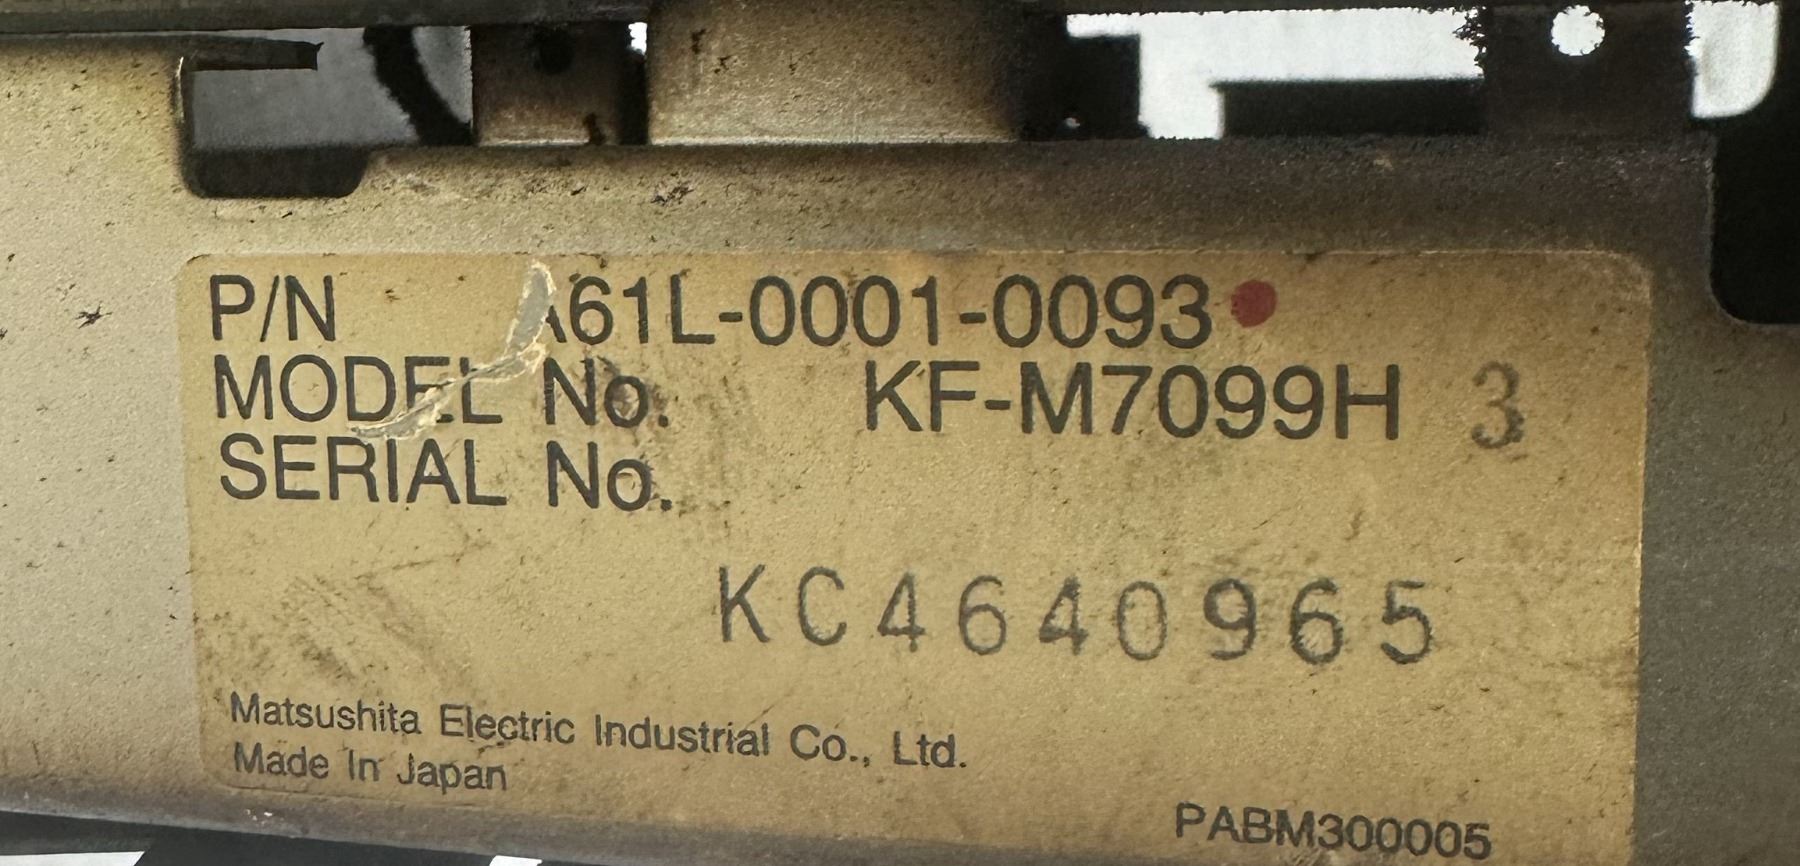 P/N A61L-0001-0093
MODEL No. KF-M7099H 3
SERIAL No.
KC4640965
Matsushita Electric Industrial Co., Ltd.
Made In Japan
PABM300005